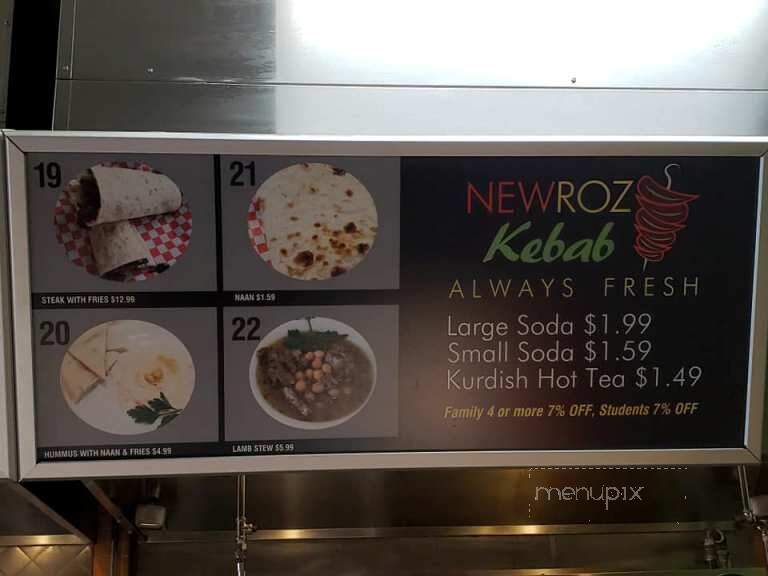 19
STEAK WITH FRIES $12.99
21
NAAN $1.59
20
HUMMUS WITH NAAN & FRIES $4.99
22
LAMB STEW $5.99
NEWROZ
Kebab
ALWAYS FRESH
Large Soda $1.99
Small Soda $1.59
Kurdish Hot Tea $1.49
Family 4 or more 7% OFF, Students 7% OFF
menupix